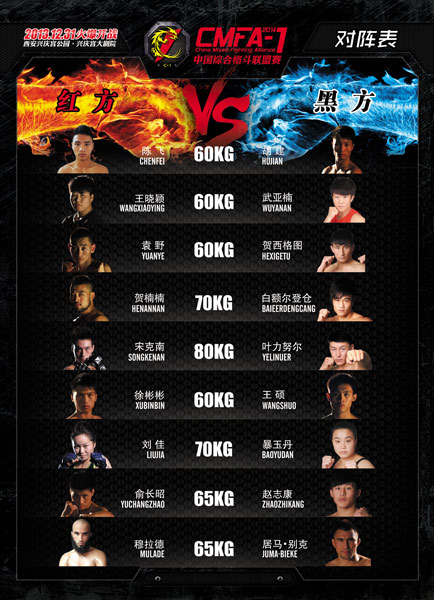 2013.12.31火爆开战
西安兴庆宫公园·兴庆宫大剧院
CMFA-1
2014
China Mixed Fighting Alliance
中国综合格斗联盟赛
对阵表
红方
VS
黑方
陈飞 60KG 胡建
CHENFEI HOJIAN
王晓颖 60KG 武亚楠
WANGXIAOYING WUYANAN
袁野 60KG 贺西格图
YUANYE HEXIGETU
贺楠楠 70KG 白额尔登仓
HENANNAN BAIEERDENGCANG
宋克南 80KG 叶力努尔
SONGKENAN YELINUER
徐彬彬 60KG 王硕
XUBINBIN WANGSHUO
刘佳 70KG 暴玉丹
LIUJIA BAOYUDAN
俞长昭 65KG 赵志康
YUCHANGZHAO ZHAOZHIKANG
穆拉德 65KG 居马·别克
MULADE JUMA·BIEKE